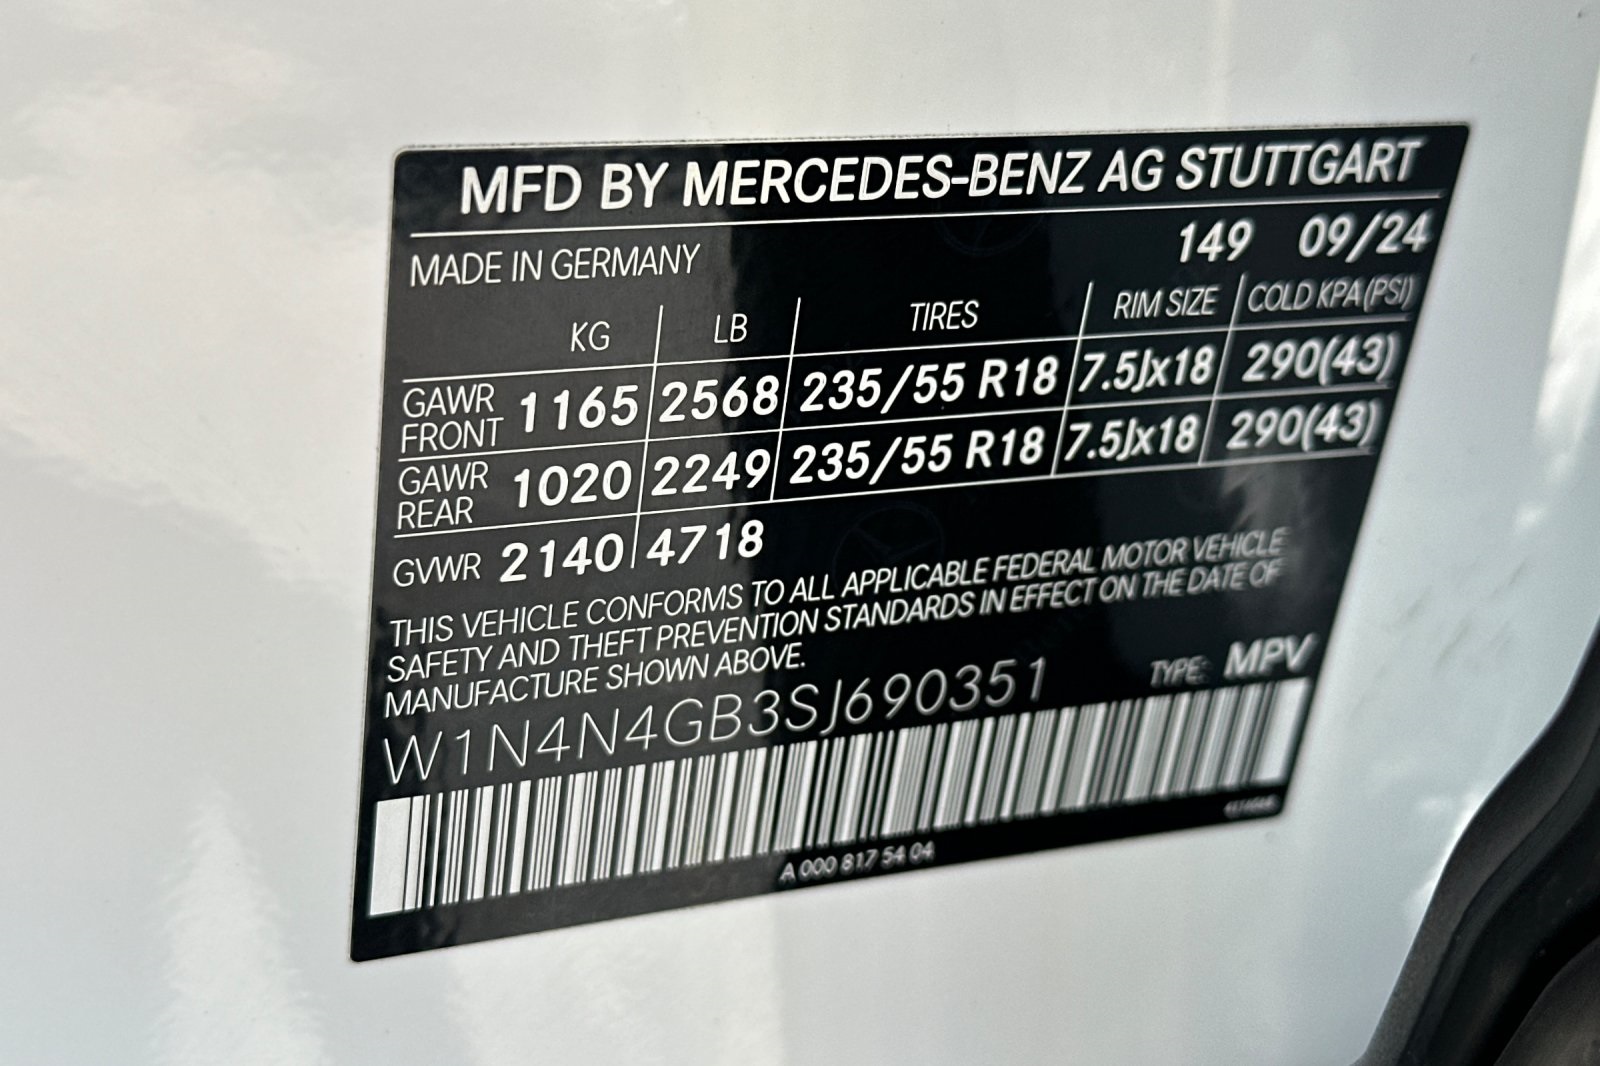 MFD BY MERCEDES-BENZ AG STUTTGART
MADE IN GERMANY 149 09/24
KG LB TIRES RIM SIZE COLD KPA(PSI)
GAWR FRONT 1165 2568 235/55 R18 7.5Jx18 290(43)
GAWR REAR 1020 2249 235/55 R18 7.5Jx18 290(43)
GVWR 2140 4718
THIS VEHICLE CONFORMS TO ALL APPLICABLE FEDERAL MOTOR VEHICLE
SAFETY AND THEFT PREVENTION STANDARDS IN EFFECT ON THE DATE OF
MANUFACTURE SHOWN ABOVE.
W1N4N4GB3SJ690351 TYPE: MPV
A 000 817 54 04